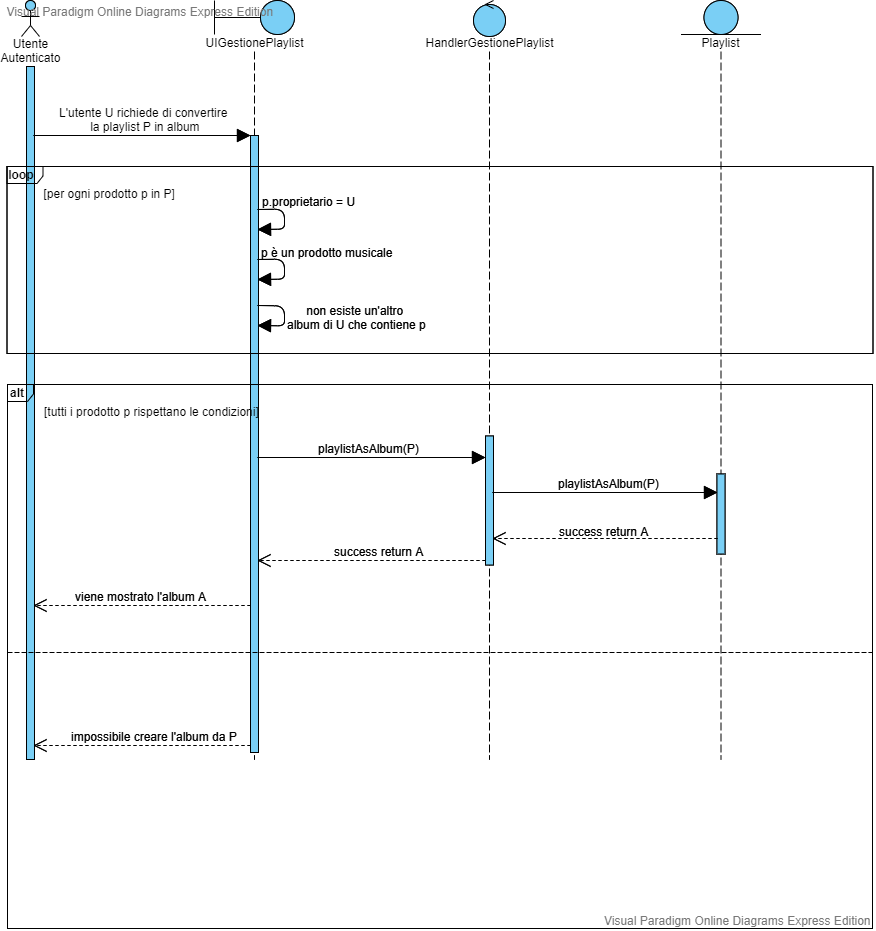 Visual Paradigm Online Diagrams Express Edition
Utente
Autenticato
UIGestionePlaylist
HandlerGestionePlaylist
Playlist
L'utente U richiede di convertire
la playlist P in album
loop
[per ogni prodotto p in P]
p.proprietario = U
p è un prodotto musicale
non esiste un'altro
album di U che contiene p
alt
[tutti i prodotto p rispettano le condizioni]
playlistAsAlbum(P)
playlistAsAlbum(P)
success return A
success return A
viene mostrato l'album A
impossibile creare l'album da P
Visual Paradigm Online Diagrams Express Edition